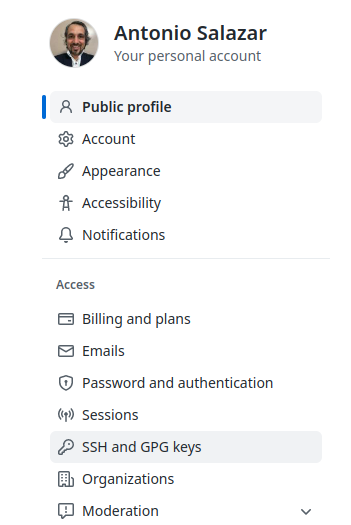 Antonio Salazar
Your personal account
Public profile
Account
Appearance
Accessibility
Notifications
Access
Billing and plans
Emails
Password and authentication
Sessions
SSH and GPG keys
Organizations
Moderation